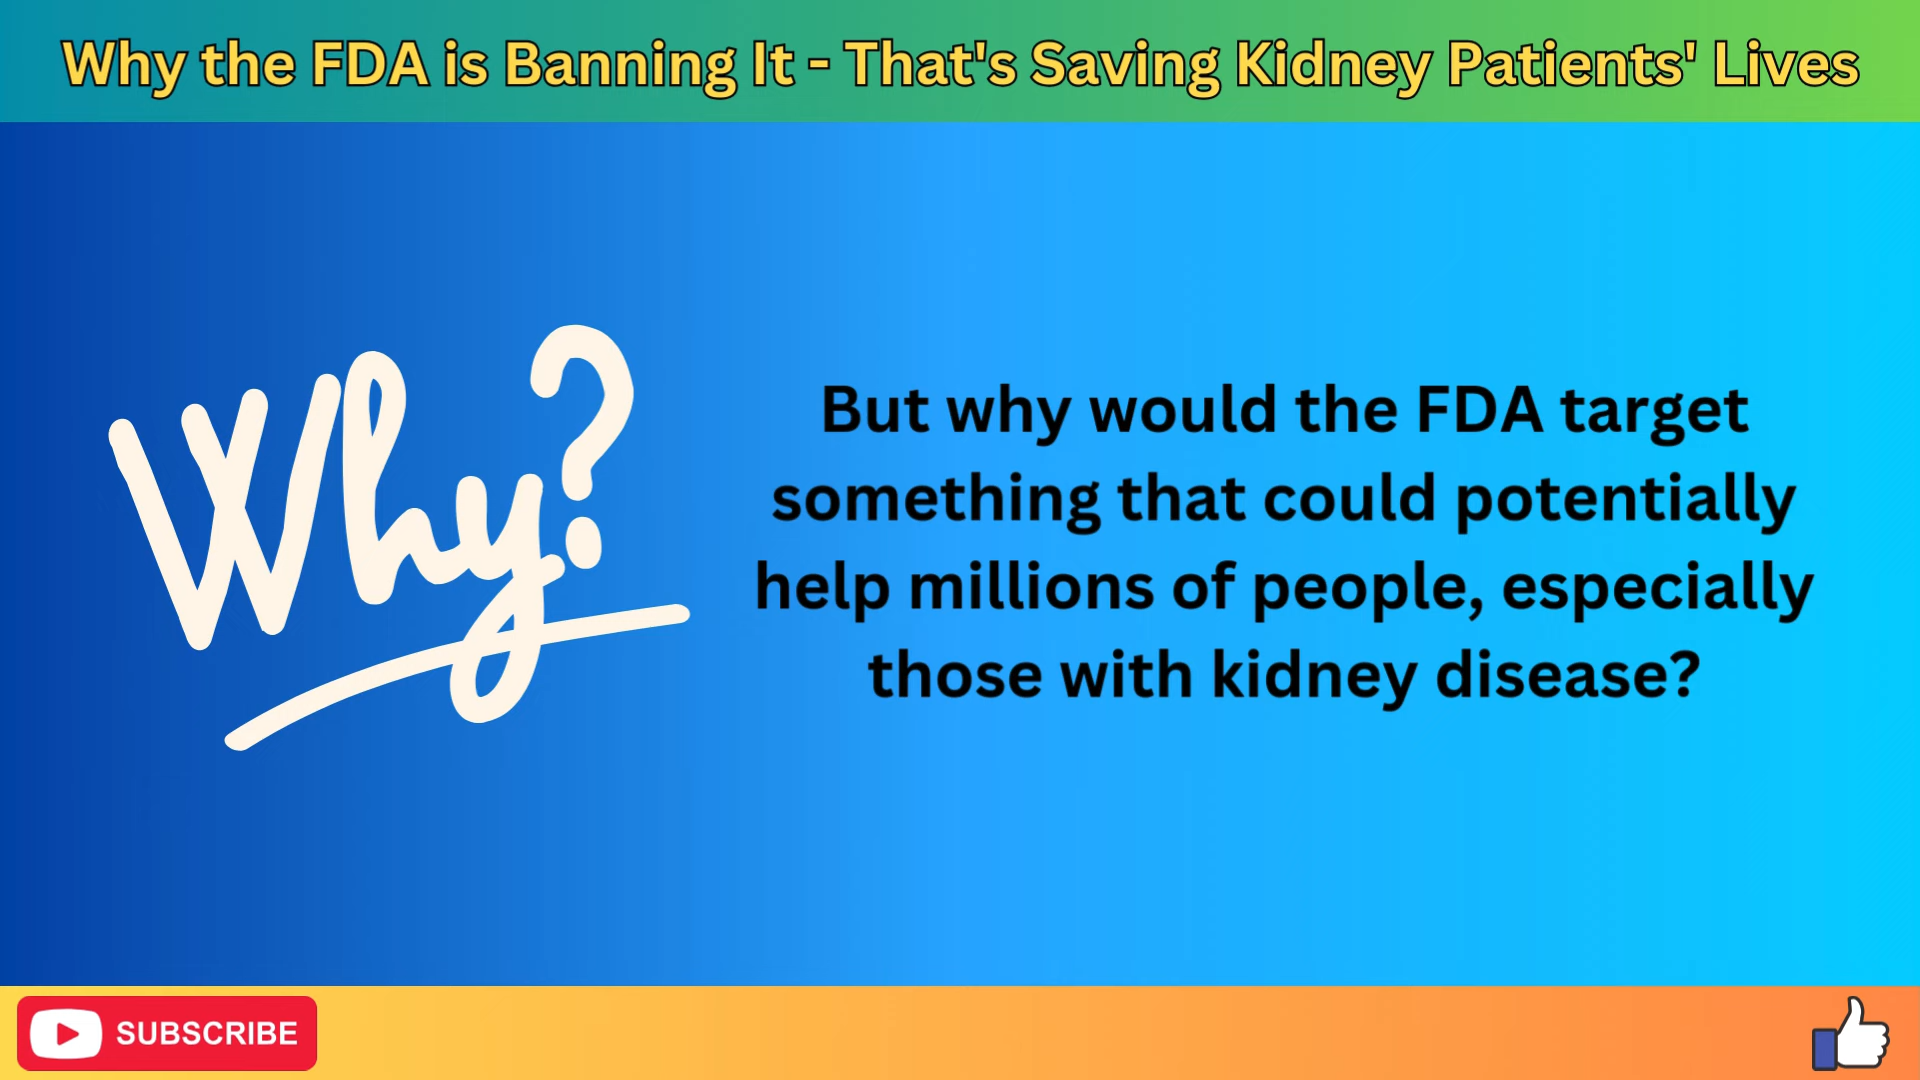 Why the FDA is Banning It - That's Saving Kidney Patients' Lives
Why?
But why would the FDA target
something that could potentially
help millions of people, especially
those with kidney disease?
SUBSCRIBE